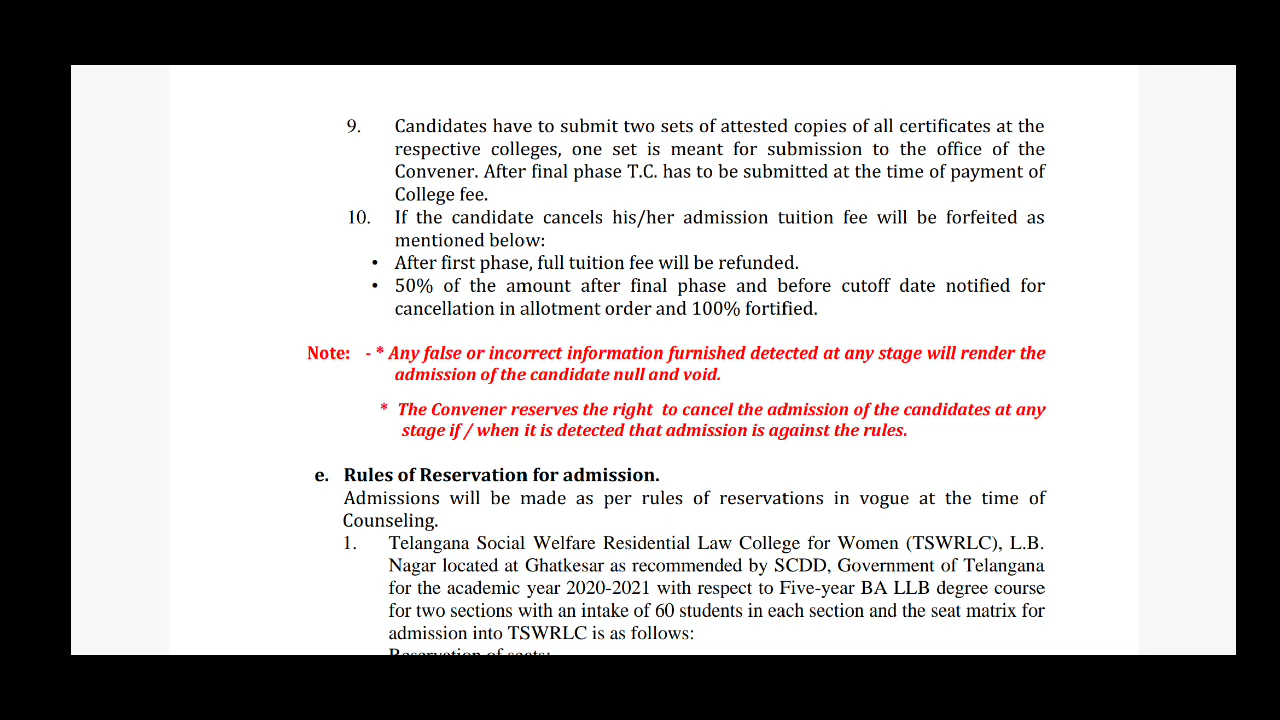 9. Candidates have to submit two sets of attested copies of all certificates at the
respective colleges, one set is meant for submission to the office of the
Convener. After final phase T.C. has to be submitted at the time of payment of
College fee.
10. If the candidate cancels his/her admission tuition fee will be forfeited as
mentioned below:
• After first phase, full tuition fee will be refunded.
• 50% of the amount after final phase and before cutoff date notified for
cancellation in allotment order and 100% fortified.
Note: - * Any false or incorrect information furnished detected at any stage will render the
admission of the candidate null and void.
* The Convener reserves the right to cancel the admission of the candidates at any
stage if / when it is detected that admission is against the rules.
e. Rules of Reservation for admission.
Admissions will be made as per rules of reservations in vogue at the time of
Counseling.
1. Telangana Social Welfare Residential Law College for Women (TSWRLC), L.B.
Nagar located at Ghatkesar as recommended by SCDD, Government of Telangana
for the academic year 2020-2021 with respect to Five-year BA LLB degree course
for two sections with an intake of 60 students in each section and the seat matrix for
admission into TSWRLC is as follows:
Reservation of seats: